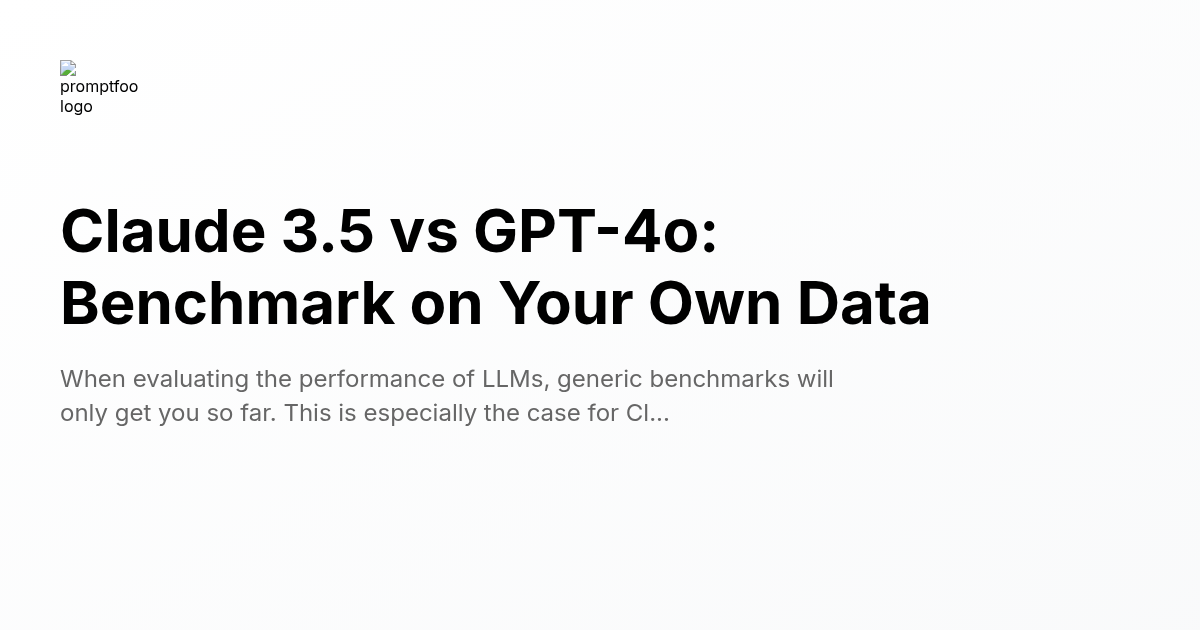 promptfoo
logo
Claude 3.5 vs GPT-4o:
Benchmark on Your Own Data
When evaluating the performance of LLMs, generic benchmarks will
only get you so far. This is especially the case for Cl...